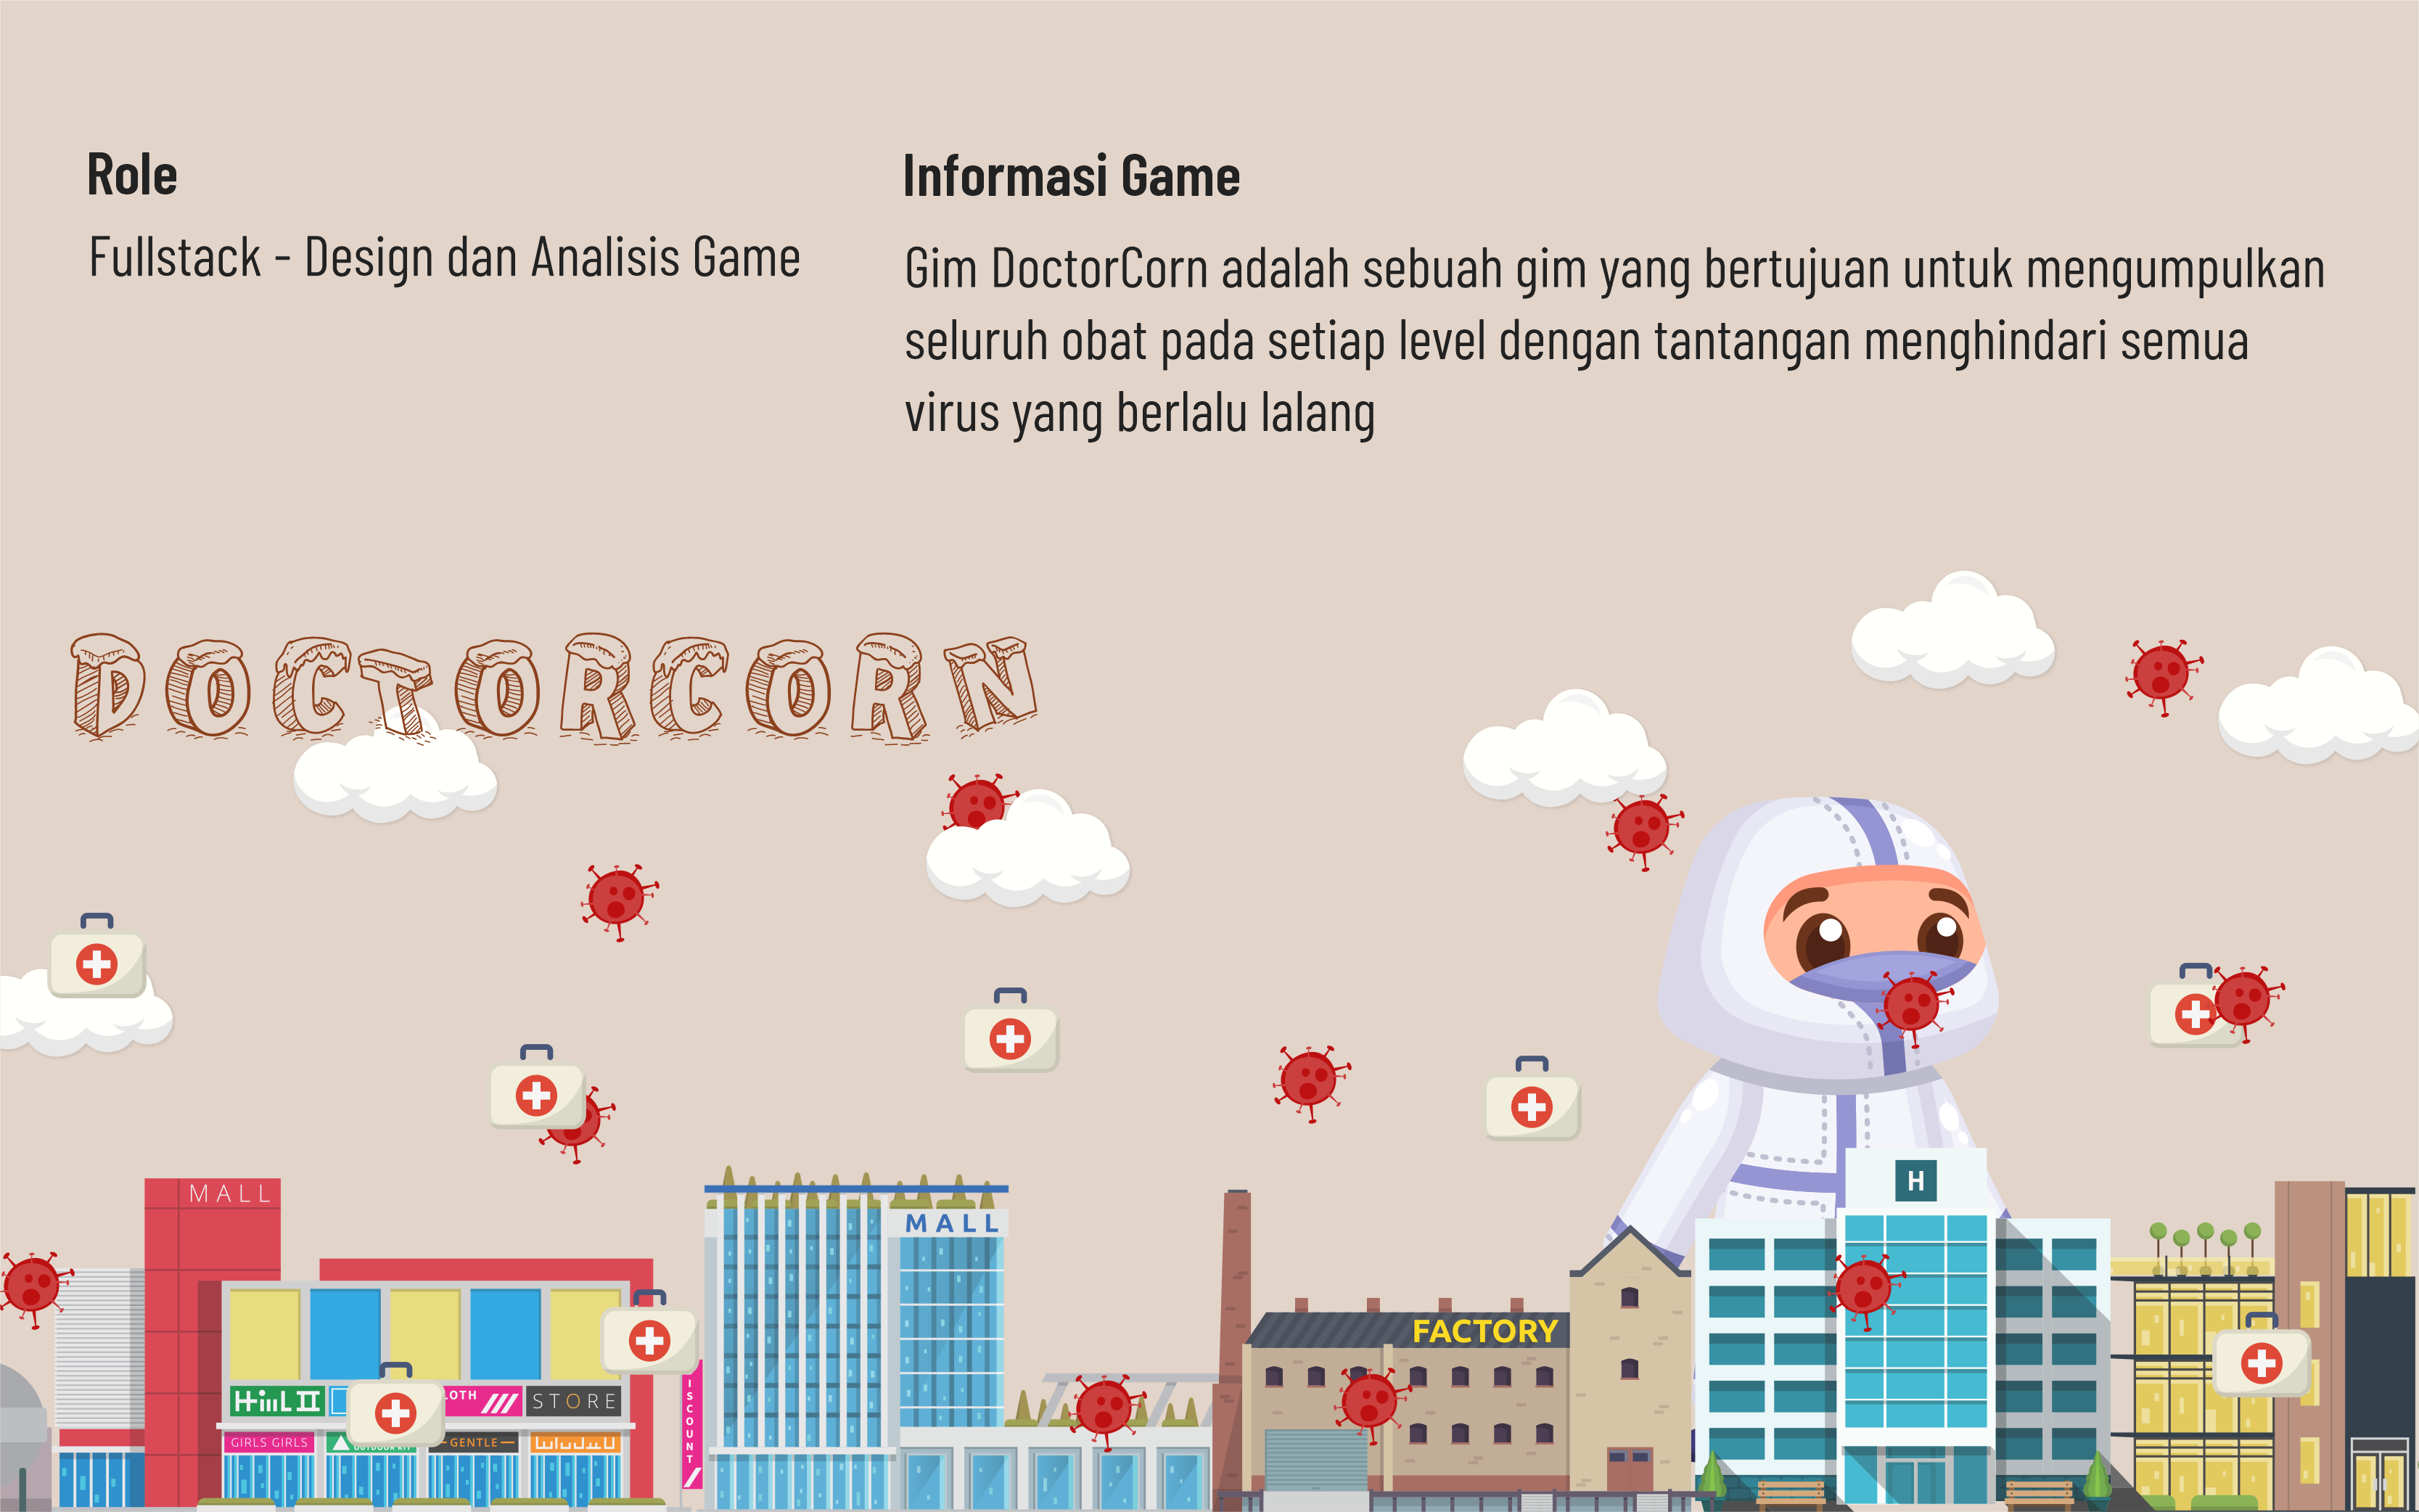 Role
Fullstack - Design dan Analisis Game
Informasi Game
Gim DoctorCorn adalah sebuah gim yang bertujuan untuk mengumpulkan
seluruh obat pada setiap level dengan tantangan menghindari semua
virus yang berlalu lalang
DOCTORCORN
MALL
MALL
H
FACTORY
STORE
GIRLS GIRLS
GENTLE